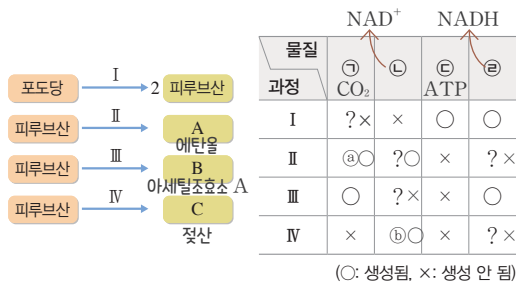 NAD⁺ NADH
물질
과정
㉠ ㉡ ㉢ ㉣
CO₂ ATP
포도당 Ⅰ 2 피루브산
Ⅰ ?× × ○ ○
피루브산 Ⅱ A
에탄올
Ⅱ ⓐ○ ?○ × ?×
피루브산 Ⅲ B
아세틸조효소 A
Ⅲ ○ ?× × ○
피루브산 Ⅳ C
젖산
Ⅳ × ⓑ○ × ?×
(○: 생성됨, ×: 생성 안 됨)